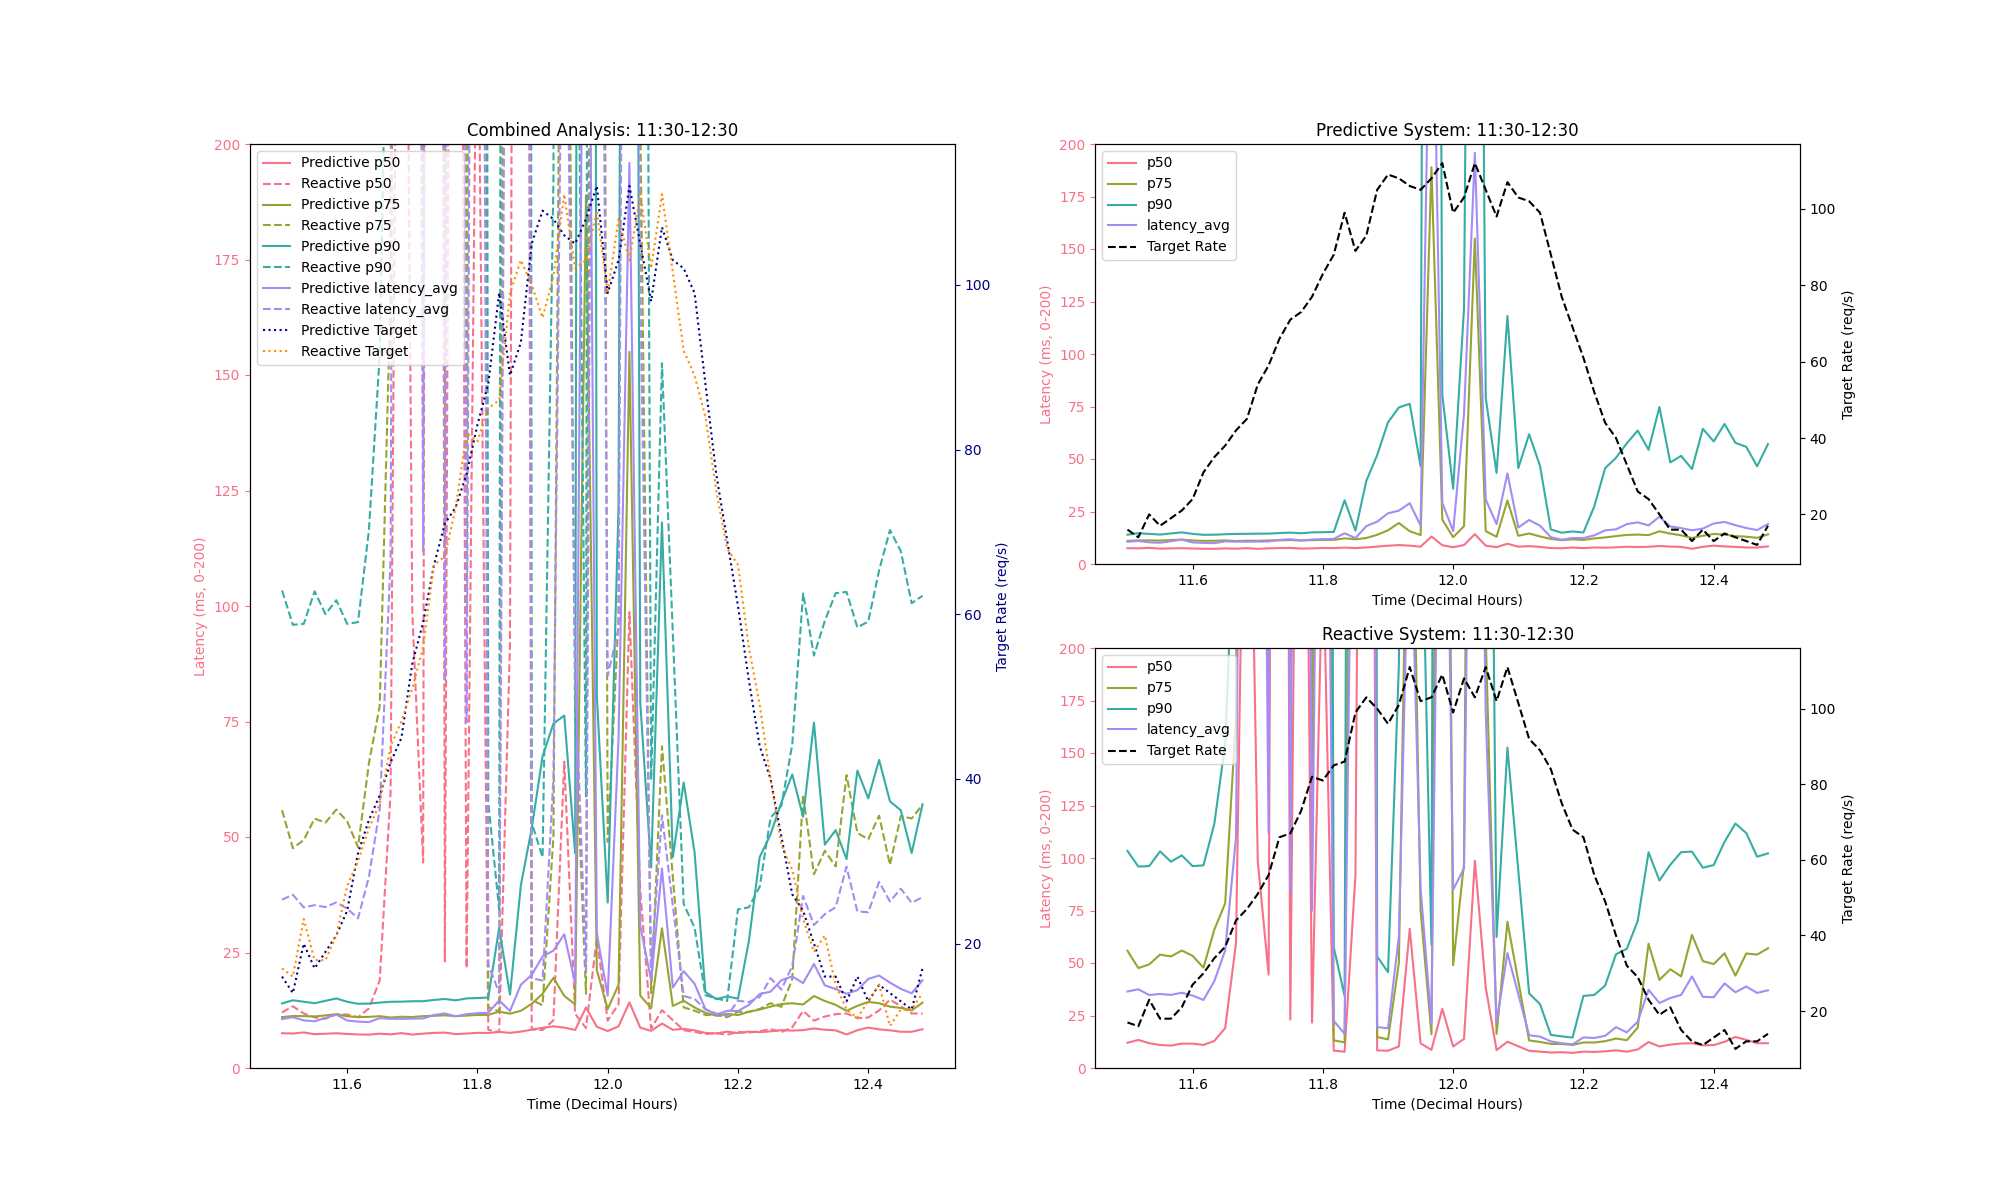 Combined Analysis: 11:30-12:30
Predictive p50
Reactive p50
Predictive p75
Reactive p75
Predictive p90
Reactive p90
Predictive latency_avg
Reactive latency_avg
Predictive Target
Reactive Target
200
175
150
125
100
75
50
25
0
Latency (ms, 0-200)
100
80
60
40
20
Target Rate (req/s)
11.6
11.8
12.0
12.2
12.4
Time (Decimal Hours)
Predictive System: 11:30-12:30
p50
p75
p90
latency_avg
Target Rate
200
175
150
125
100
75
50
25
0
Latency (ms, 0-200)
100
80
60
40
20
Target Rate (req/s)
11.6
11.8
12.0
12.2
12.4
Time (Decimal Hours)
Reactive System: 11:30-12:30
p50
p75
p90
latency_avg
Target Rate
200
175
150
125
100
75
50
25
0
Latency (ms, 0-200)
100
80
60
40
20
Target Rate (req/s)
11.6
11.8
12.0
12.2
12.4
Time (Decimal Hours)